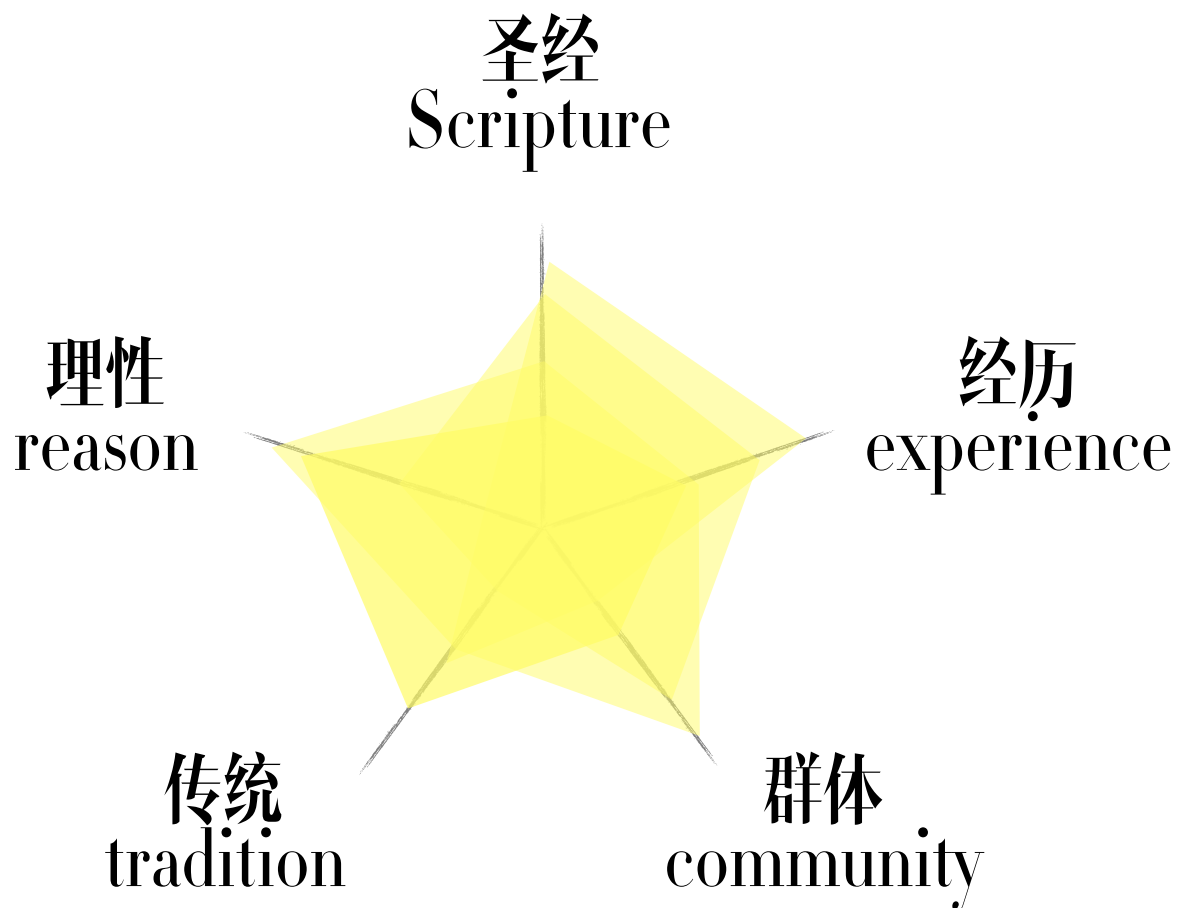 圣经
Scripture
理性
reason
经历
experience
传统
tradition
群体
community